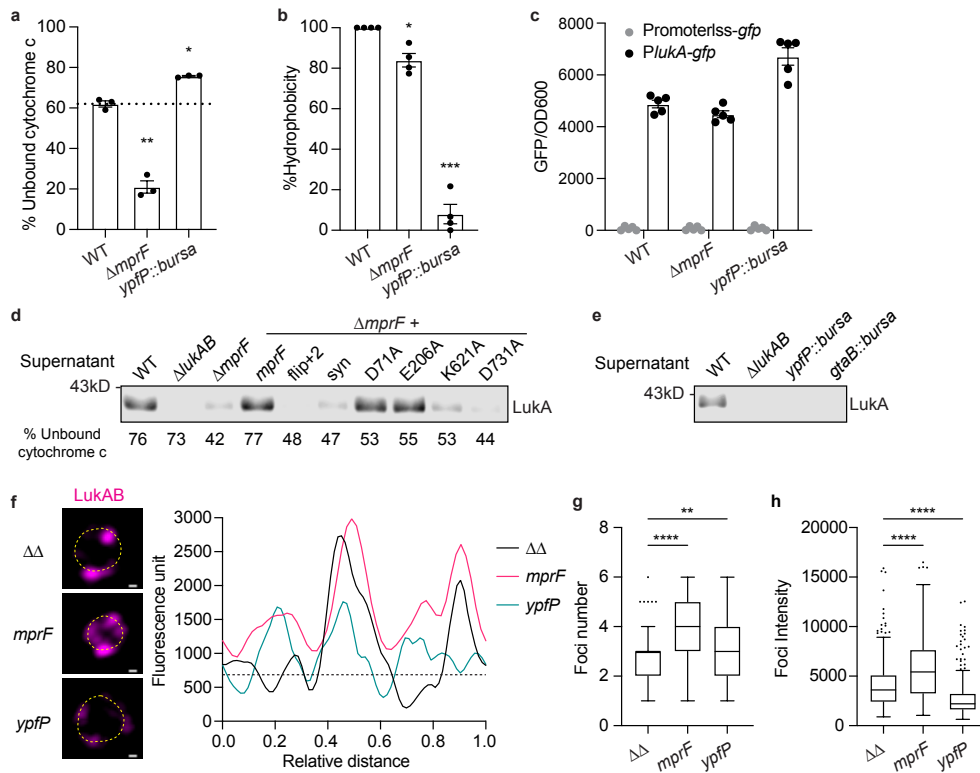 a
% Unbound cytochrome c
100
80
60
40
20
0
*
**
WT
ΔmprF
ypfP::bursa
b
%Hydrophobicity
100
80
60
40
20
0
*
***
WT
ΔmprF
ypfP::bursa
c
GFP/OD600
8000
6000
4000
2000
0
Promoterlss-gfp
PlukA-gfp
WT
ΔmprF
ypfP::bursa
d
ΔmprF +
Supernatant WT ΔlukAB ΔmprF mprF flip+2 syn D71A E206A K621A D731A
43kD
LukA
% Unbound cytochrome c 76 73 42 77 48 47 53 55 53 44
e
Supernatant WT ΔlukAB ypfP::bursa gtaB::bursa
43kD
LukA
f
LukAB
ΔΔ
mprF
ypfP
Fluorescence unit
3000
2500
2000
1500
1000
500
0
0.0 0.2 0.4 0.6 0.8 1.0
Relative distance
ΔΔ
mprF
ypfP
g
Foci number
8
6
4
2
0
**
****
ΔΔ
mprF
ypfP
h
Foci Intensity
20000
15000
10000
5000
0
****
****
ΔΔ
mprF
ypfP